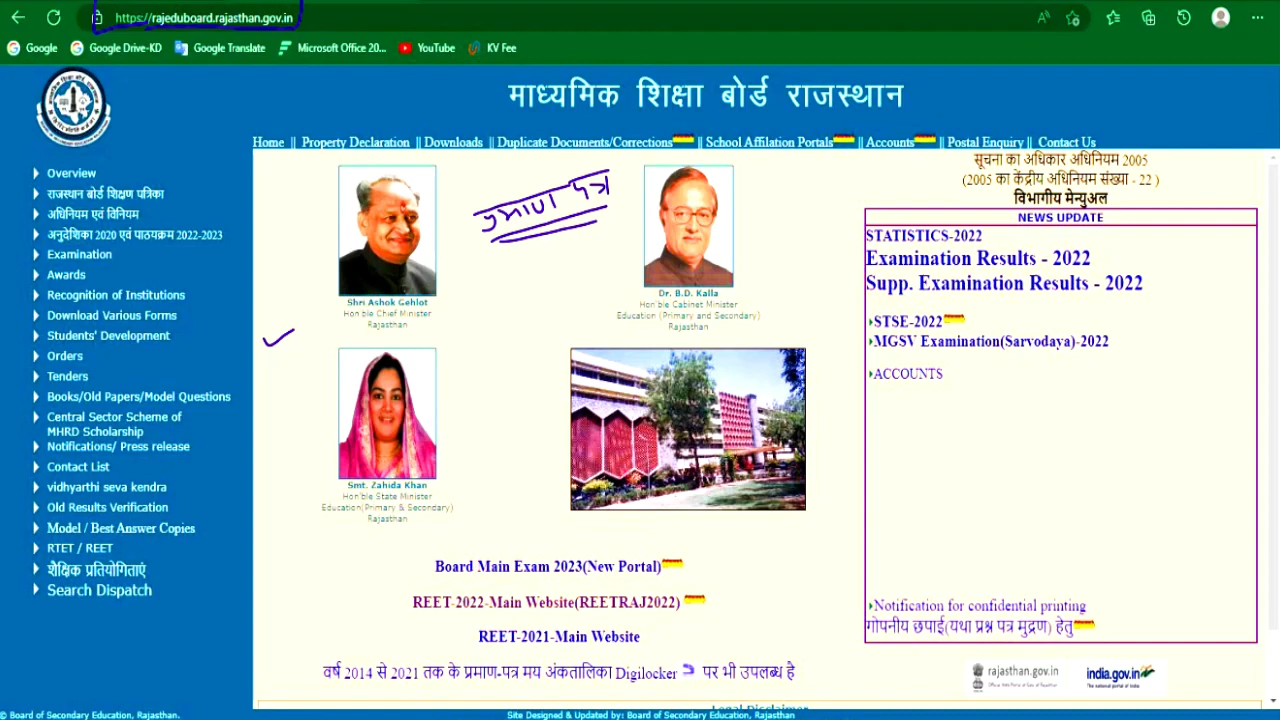 https://rajeduboard.rajasthan.gov.in
Google Google Drive-KD Google Translate Microsoft Office 20... YouTube KV Fee
माध्यमिक शिक्षा बोर्ड राजस्थान
Home || Property Declaration || Downloads || Duplicate Documents/Corrections || School Affilation Portals || Accounts || Postal Enquiry || Contact Us
Overview
राजस्थान बोर्ड शिक्षण पत्रिका
अधिनियम एवं विनियम
अनुदेशिका 2020 एवं पाठयक्रम 2022-2023
Examination
Awards
Recognition of Institutions
Download Various Forms
Students' Development
Orders
Tenders
Books/Old Papers/Model Questions
Central Sector Scheme of
MHRD Scholarship
Notifications/ Press release
Contact List
vidhyarthi seva kendra
Old Results Verification
Model / Best Answer Copies
RTET / REET
शैक्षिक प्रतियोगिताएं
Search Dispatch
Shri Ashok Gehlot
Hon'ble Chief Minister
Rajasthan
प्रमाण पत्र
Dr. B.D. Kalla
Hon'ble Cabinet Minister
Education (Primary and Secondary)
Rajasthan
Smt. Zahida Khan
Hon'ble State Minister
Education(Primary & Secondary)
Rajasthan
Board Main Exam 2023(New Portal)
REET-2022-Main Website(REETRAJ2022)
REET-2021-Main Website
वर्ष 2014 से 2021 तक के प्रमाण-पत्र मय अंकतालिका Digilocker पर भी उपलब्ध है
सूचना का अधिकार अधिनियम 2005
(2005 का केंद्रीय अधिनियम संख्या - 22 )
विभागीय मेन्युअल
NEWS UPDATE
STATISTICS-2022
Examination Results - 2022
Supp. Examination Results - 2022
STSE-2022
MGSV Examination(Sarvodaya)-2022
ACCOUNTS
Notification for confidential printing
गोपनीय छपाई(यथा प्रश्न पत्र मुद्रण) हेतु
rajasthan.gov.in
india.gov.in
The national portal of India
Legal Disclaimer
© Board of Secondary Education, Rajasthan.
Site Designed & Updated by: Board of Secondary Education, Rajasthan